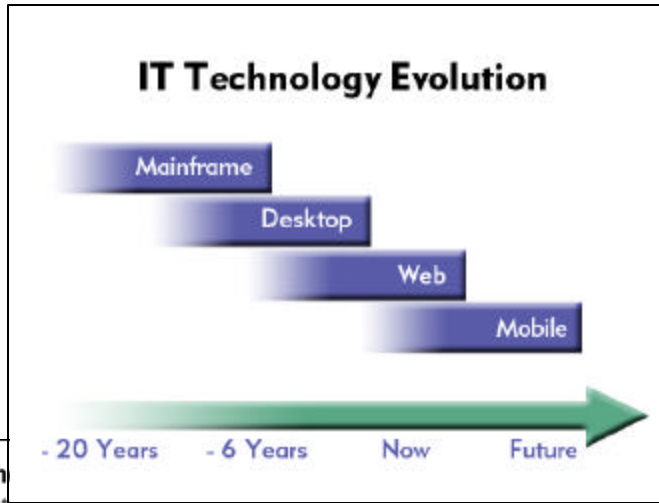 IT Technology Evolution
Mainframe
Desktop
Web
Mobile
- 20 Years - 6 Years Now Future